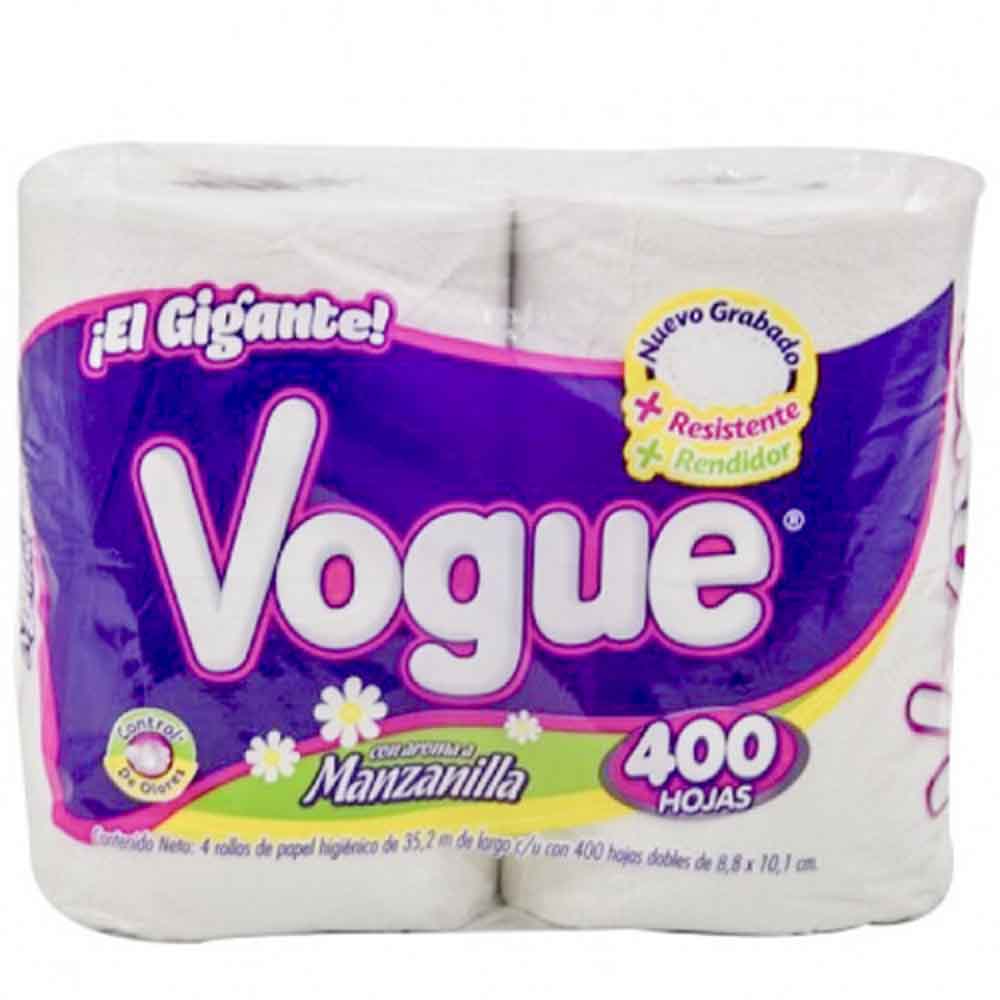 ¡El Gigante!
Nuevo Grabado
+ Resistente
+ Rendidor
Vogue®
Control
De Olores
con aroma a
Manzanilla
400
HOJAS
Contenido Neto: 4 rollos de papel higiénico de 35,2 m de largo c/u con 400 hojas dobles de 8,8 x 10,1 cm.